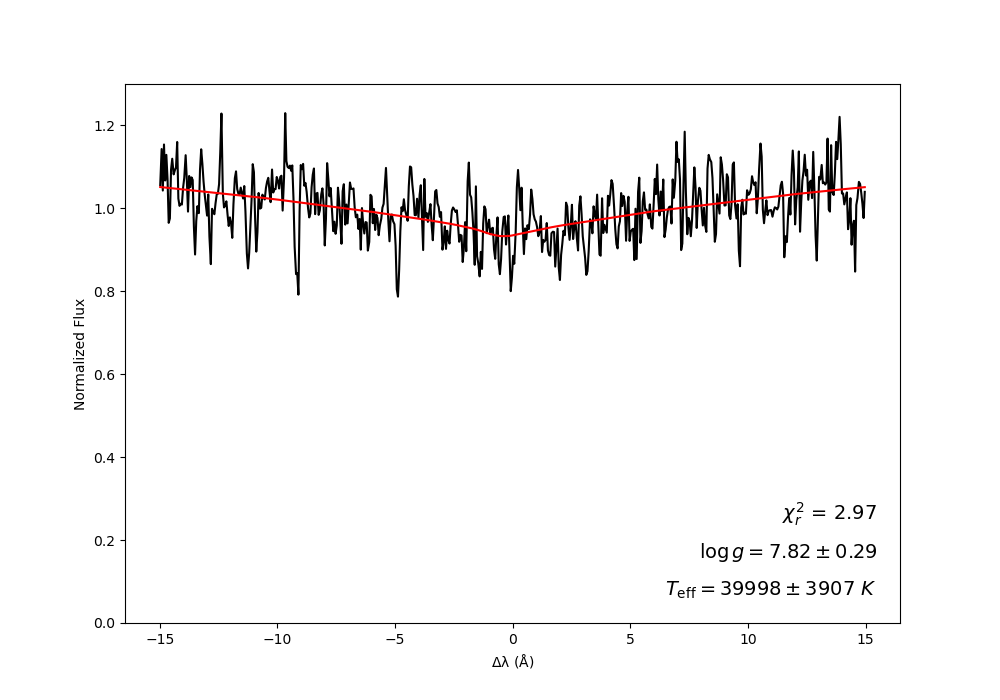 1.2
1.0
0.8
0.6
0.4
0.2
0.0
Normalized Flux
χ²ᵣ = 2.97
log g = 7.82 ± 0.29
T_eff = 39998 ± 3907 K
−15 −10 −5 0 5 10 15
Δλ (Å)